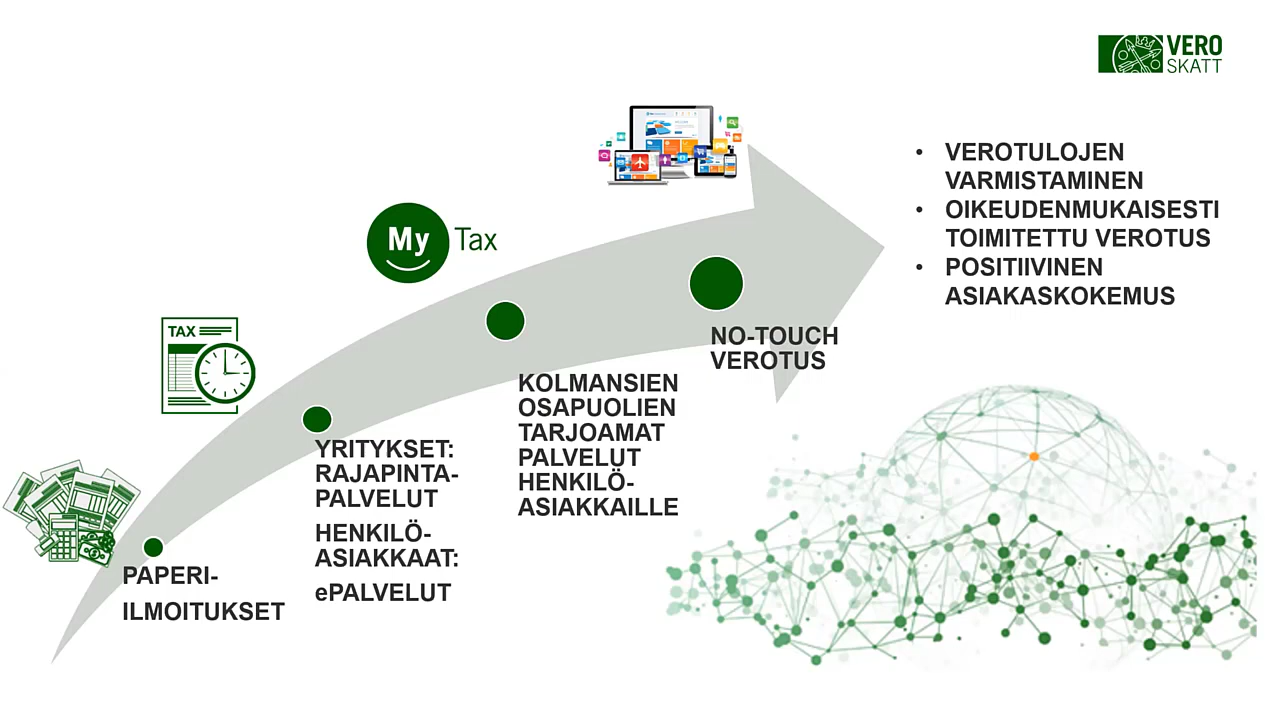 VERO
SKATT
• VEROTULOJEN
VARMISTAMINEN
• OIKEUDENMUKAISESTI
TOIMITETTU VEROTUS
• POSITIIVINEN
ASIAKASKOKEMUS
My Tax
TAX
NO-TOUCH
VEROTUS
KOLMANSIEN
OSAPUOLIEN
TARJOAMAT
PALVELUT
HENKILÖ-
ASIAKKAILLE
YRITYKSET:
RAJAPINTA-
PALVELUT
HENKILÖ-
ASIAKKAAT:
ePALVELUT
PAPERI-
ILMOITUKSET